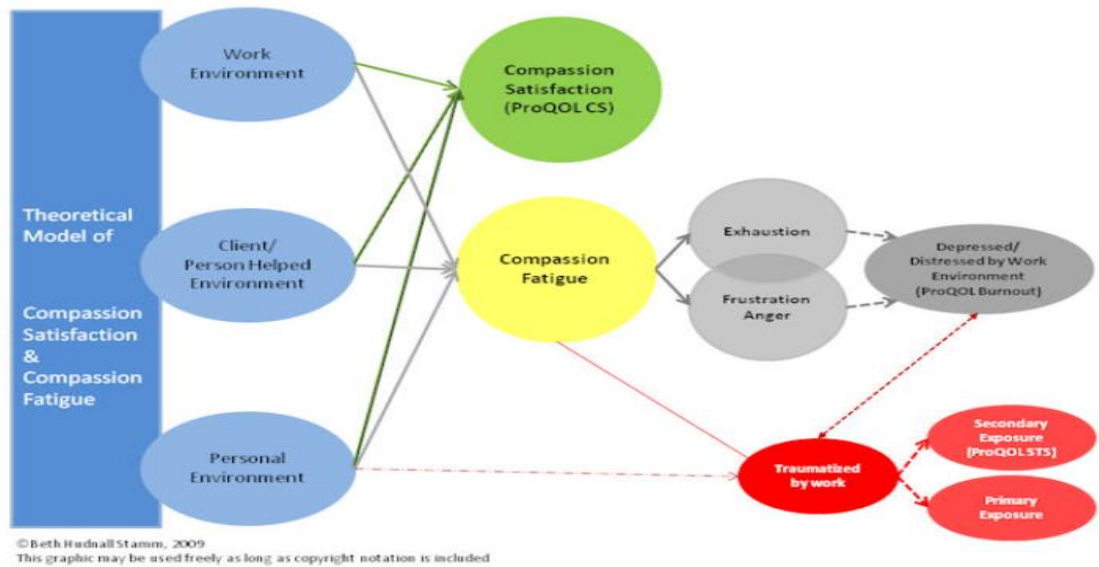 Theoretical
Model of
Compassion
Satisfaction
&
Compassion
Fatigue
Work
Environment
Client/
Person Helped
Environment
Personal
Environment
Compassion
Satisfaction
(ProQOL CS)
Compassion
Fatigue
Exhaustion
Frustration
Anger
Depressed/
Distressed by Work
Environment
(ProQOL Burnout)
Traumatized
by work
Secondary
Exposure
(ProQOL STS)
Primary
Exposure
©Beth Hudnall Stamm, 2009
This graphic may be used freely as long as copyright notation is included